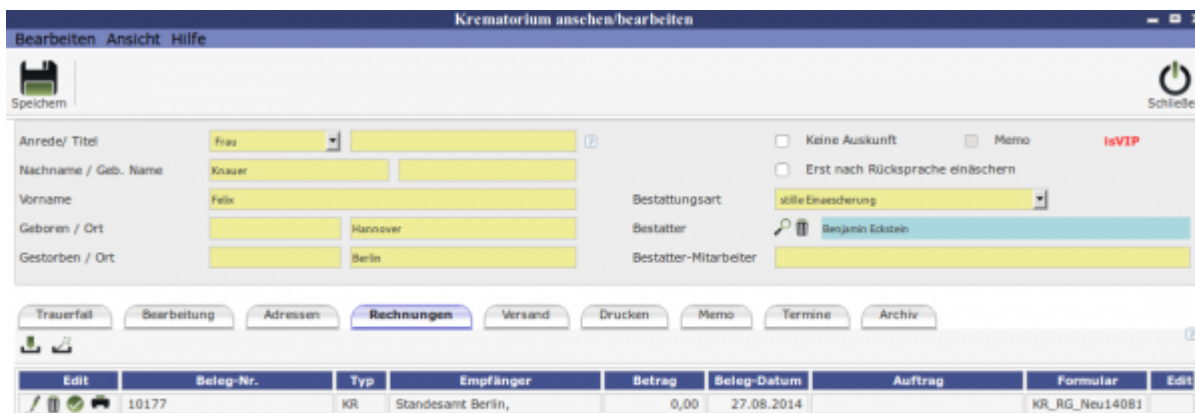 Krematorium ansehen/bearbeiten
Bearbeiten Ansicht Hilfe
Speichern
Schließe
Anrede/ Titel Frau Keine Auskunft Memo isVIP
Nachname / Geb. Name Knauer Erst nach Rücksprache einäschern
Vorname Felix Bestattungsart stille Einaescherung
Geboren / Ort Hannover Bestatter Benjamin Eckstein
Gestorben / Ort Berlin Bestatter-Mitarbeiter
Trauerfall Bearbeitung Adressen Rechnungen Versand Drucken Memo Termine Archiv
Edit Beleg-Nr. Typ Empfänger Betrag Beleg-Datum Auftrag Formular Edit
10177 KR Standesamt Berlin, 0,00 27.08.2014 KR_RG_Neu14081